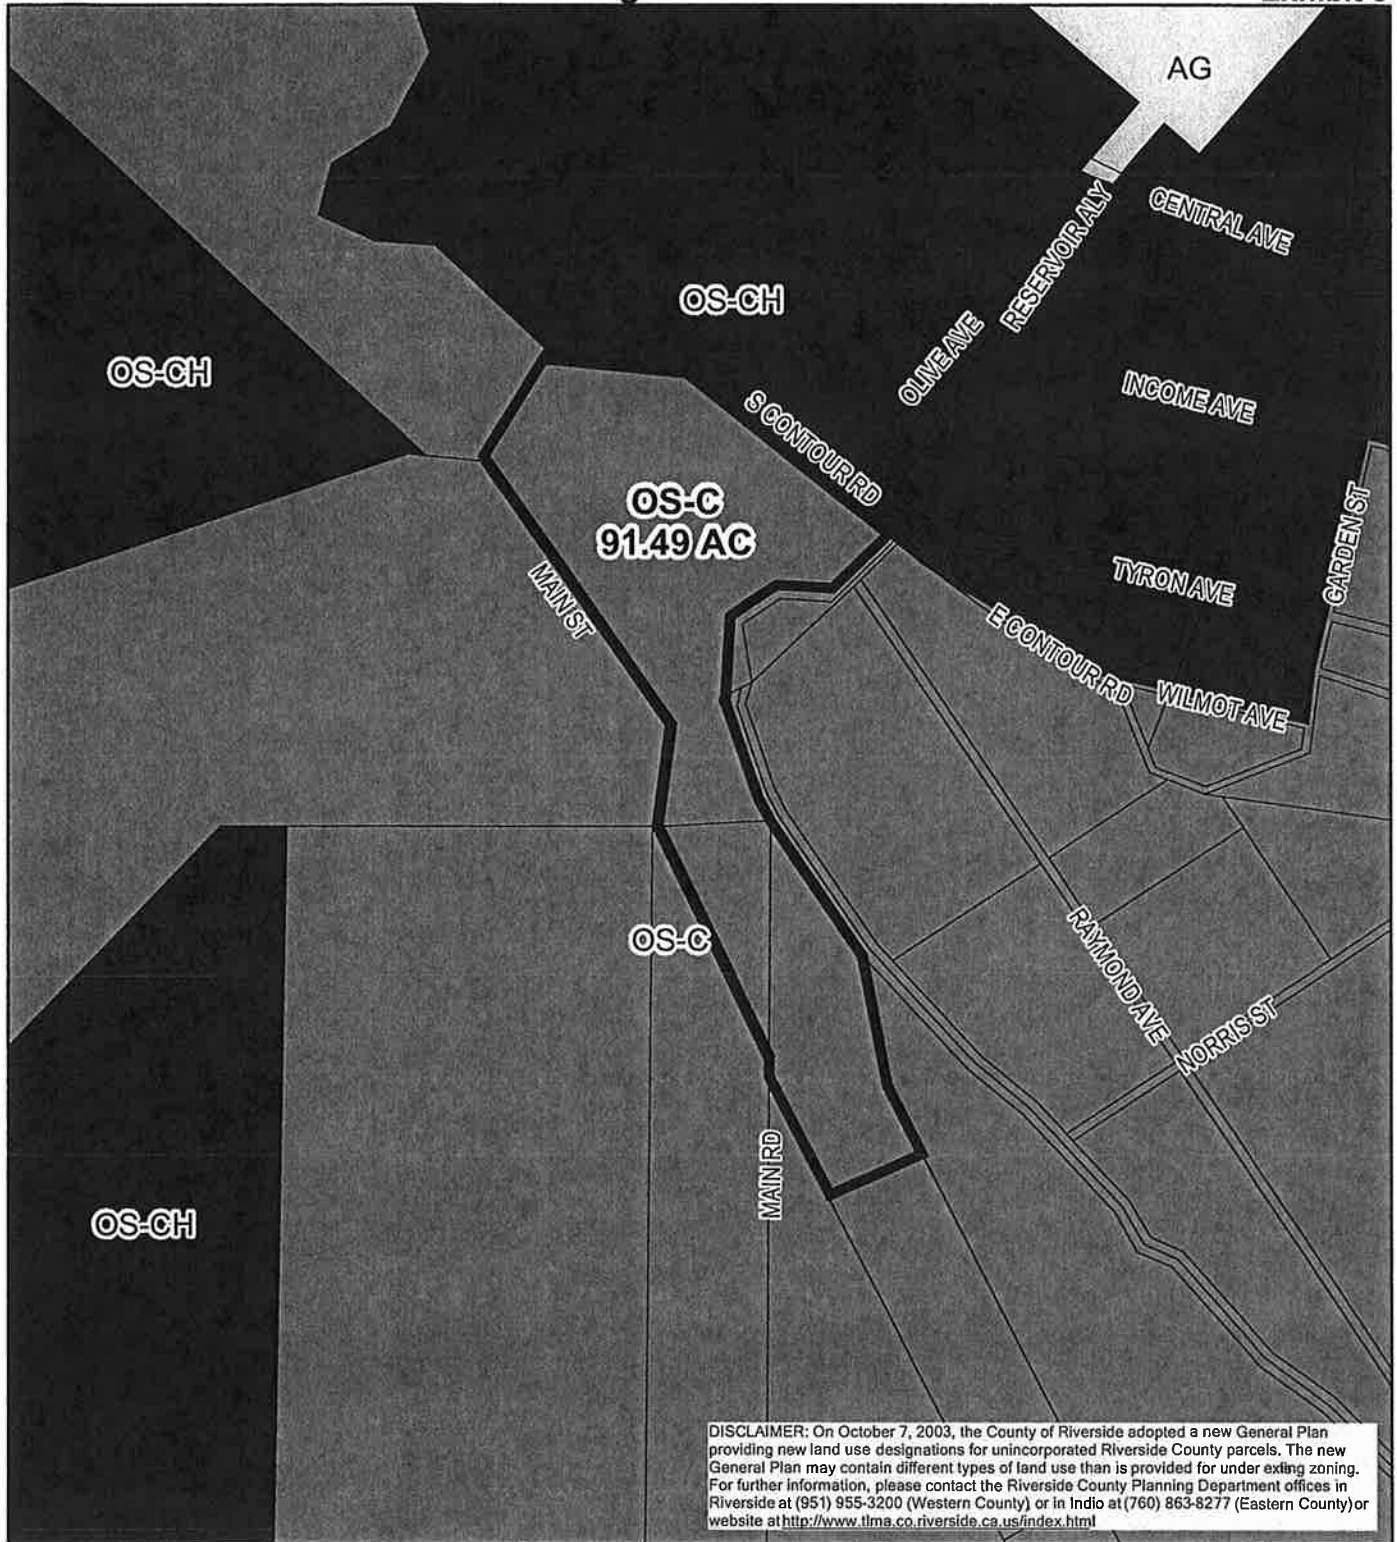 AG
CENTRAL AVE
RESERVOIR ALY
OS-CH
OLIVE AVE
OS-CH
INCOME AVE
S CONTOUR RD
OS-C
91.49 AC
GARDEN ST
TYRON AVE
MAIN ST
E CONTOUR RD
WILMOT AVE
OS-C
RAYMOND AVE
NORRIS ST
MAIN RD
OS-CH
DISCLAIMER: On October 7, 2003, the County of Riverside adopted a new General Plan
providing new land use designations for unincorporated Riverside County parcels. The new
General Plan may contain different types of land use than is provided for under exting zoning.
For further information, please contact the Riverside County Planning Department offices in
Riverside at (951) 955-3200 (Western County) or in Indio at (760) 863-8277 (Eastern County) or
website at http://www.tlma.co.riverside.ca.us/index.html